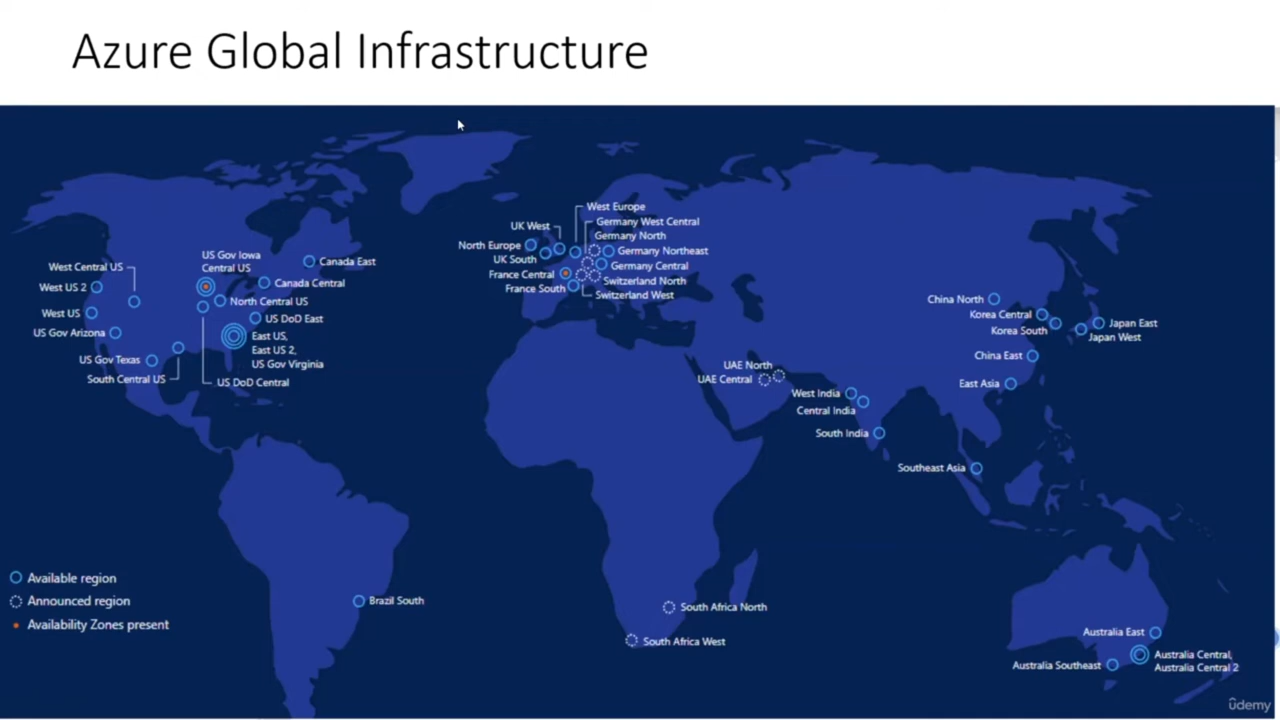 Azure Global Infrastructure
West Europe
Germany West Central
UK West
Germany North
North Europe
Germany Northeast
UK South
Germany Central
France Central
Switzerland North
France South
Switzerland West
US Gov Iowa
Central US
Canada East
West Central US
West US 2
Canada Central
North Central US
West US
US DoD East
US Gov Arizona
East US,
East US 2,
US Gov Virginia
US Gov Texas
South Central US
US DoD Central
China North
Korea Central
Korea South
Japan East
Japan West
China East
East Asia
UAE North
UAE Central
West India
Central India
South India
Southeast Asia
Available region
Announced region
Availability Zones present
Brazil South
South Africa North
South Africa West
Australia East
Australia Central,
Australia Central 2
Australia Southeast
ûdemy